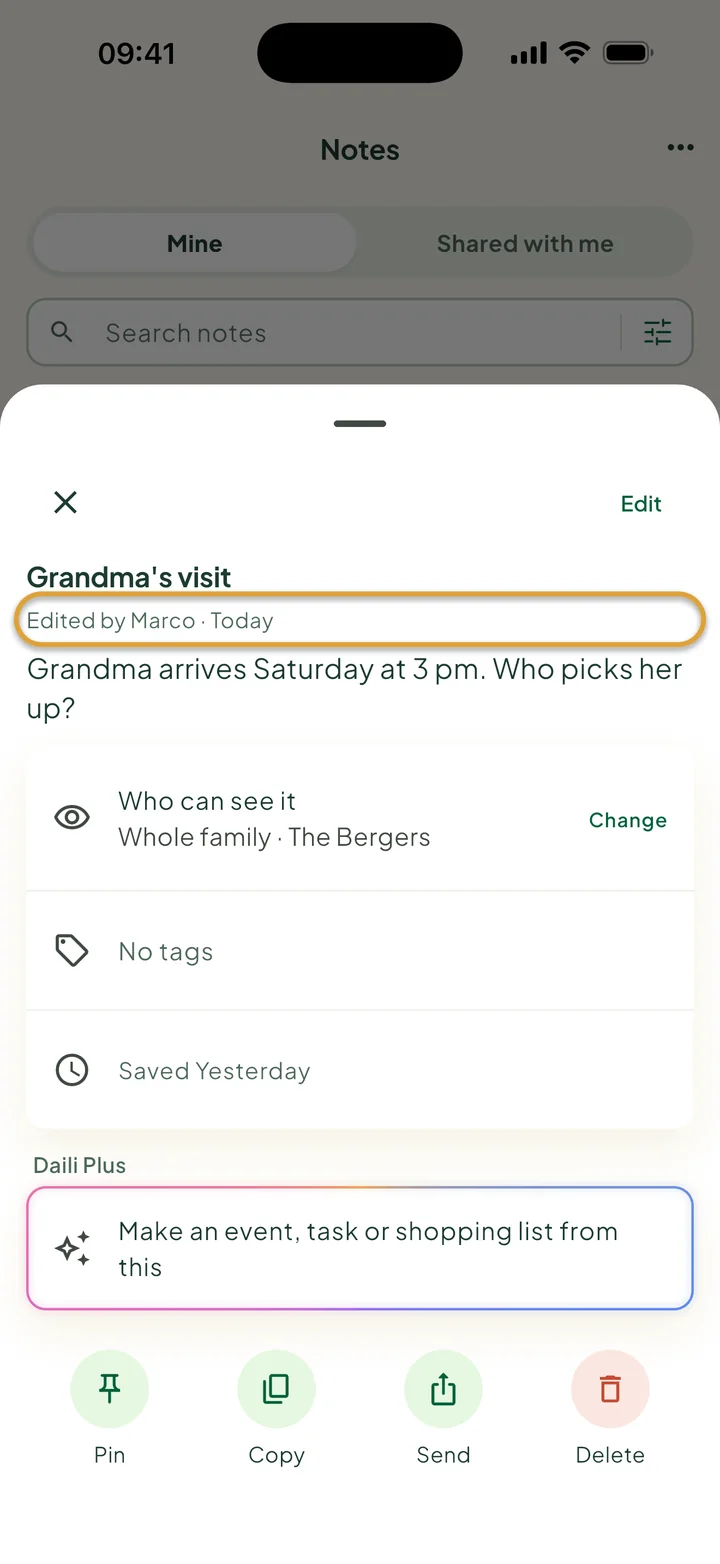 09:41
Notes
Mine
Shared with me
Search notes
Edit
Grandma's visit
Edited by Marco · Today
Grandma arrives Saturday at 3 pm. Who picks her
up?
Who can see it
Whole family · The Bergers
Change
No tags
Saved Yesterday
Daili Plus
Make an event, task or shopping list from
this
Pin
Copy
Send
Delete